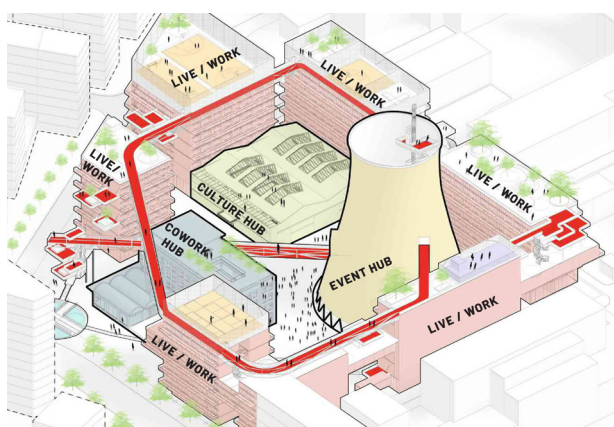 LIVE / WORK
LIVE / WORK
LIVE/
WORK
CULTURE HUB
LIVE / WORK
COWORK
HUB
EVENT HUB
LIVE / WORK
LIVE / WORK